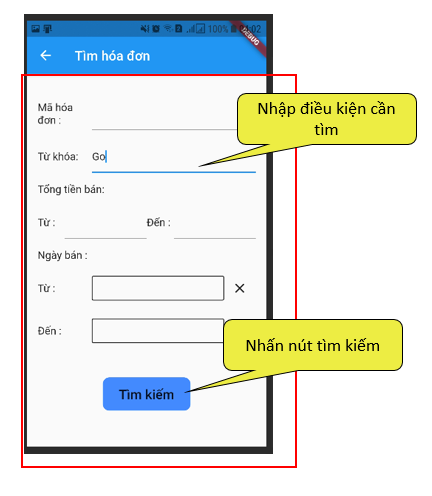 100%
DEBUG
Tìm hóa đơn
Mã hóa
đơn :
Nhập điều kiện cần
tìm
Từ khóa: Go
Tổng tiền bán:
Từ : Đến :
Ngày bán :
Từ :
Đến :
Nhấn nút tìm kiếm
Tìm kiếm